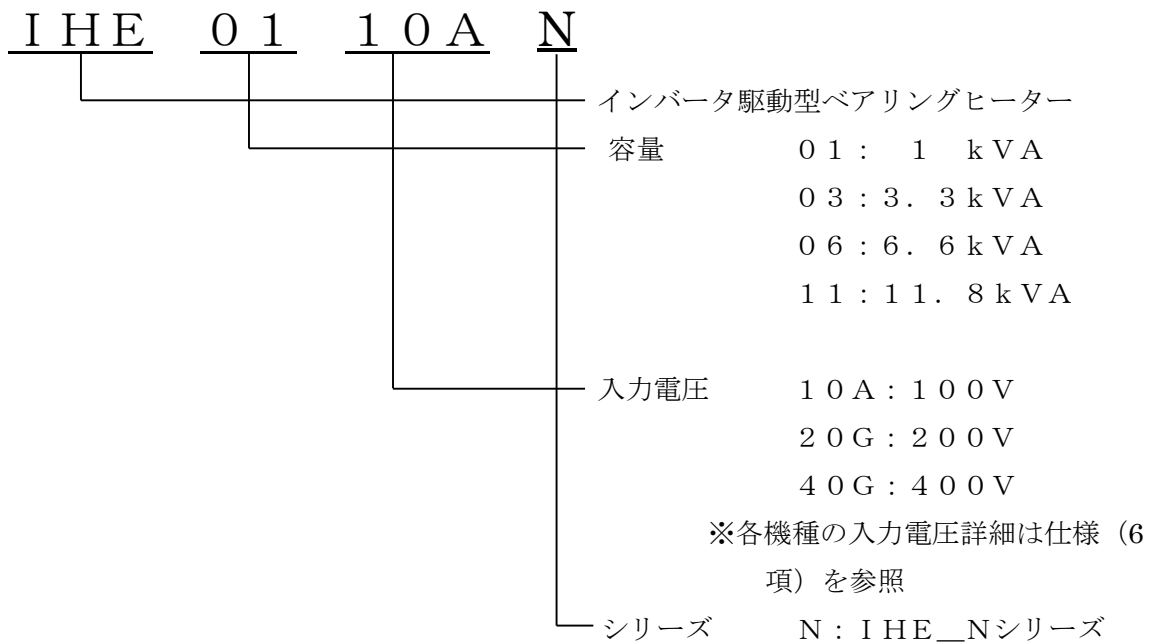 ＩＨＥ ０１ １０Ａ N
インバータ駆動型ベアリングヒーター
容量 ０１： １ ｋＶＡ
０３：３．３ｋＶＡ
０６：６．６ｋＶＡ
１１：１１．８ｋＶＡ
入力電圧 １０Ａ：１００Ｖ
２０Ｇ：２００Ｖ
４０Ｇ：４００Ｖ
※各機種の入力電圧詳細は仕様（6
項）を参照
シリーズ Ｎ：ＩＨＥ＿Ｎシリーズ